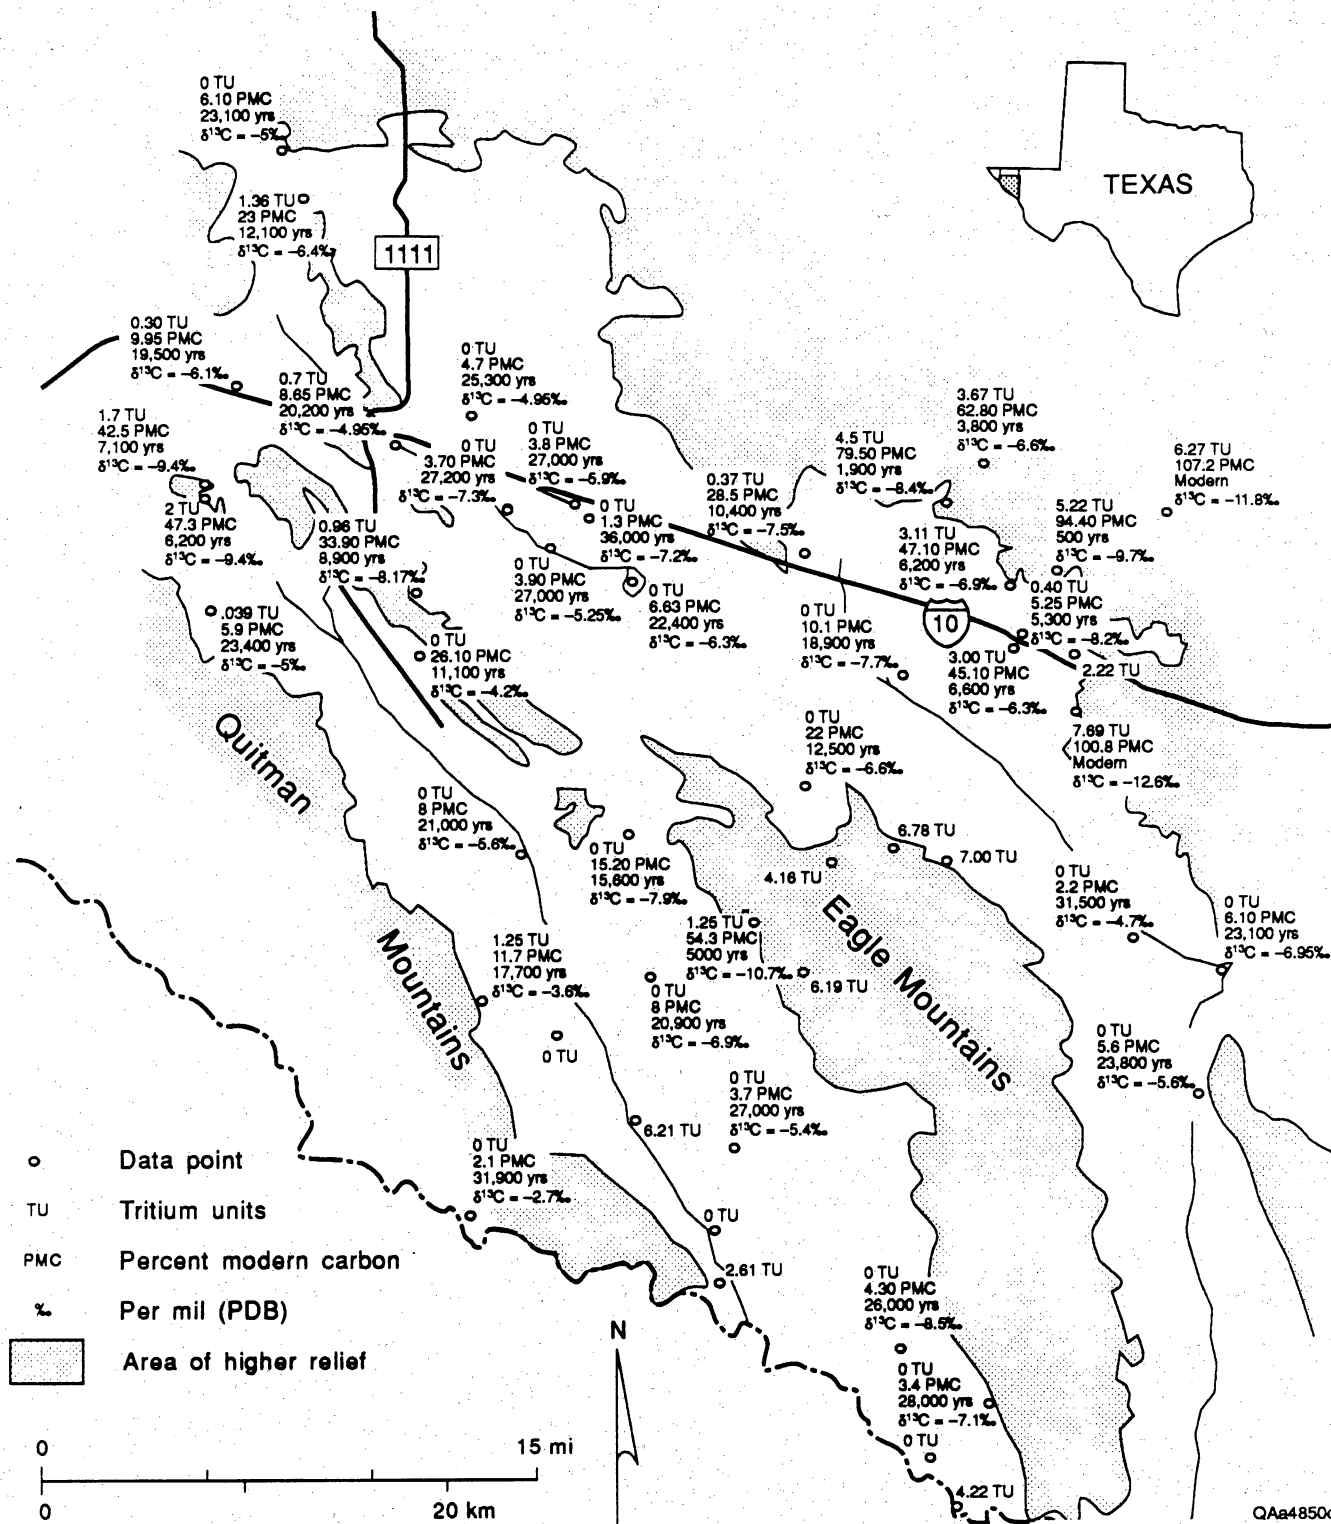 0 TU
6.10 PMC
23,100 yrs
δ¹³C = –5‰
1.36 TU
23 PMC
12,100 yrs
δ¹³C = –6.4‰
1111
TEXAS
0.30 TU
9.95 PMC
19,500 yrs
δ¹³C = –6.1‰
0.7 TU
8.65 PMC
20,200 yrs
δ¹³C = –4.95‰
0 TU
4.7 PMC
25,300 yrs
δ¹³C = –4.95‰
1.7 TU
42.5 PMC
7,100 yrs
δ¹³C = –9.4‰
0 TU
3.70 PMC
27,200 yrs
δ¹³C = –7.3‰
0 TU
3.8 PMC
27,000 yrs
δ¹³C = –5.9‰
3.67 TU
62.80 PMC
3,800 yrs
δ¹³C = –6.6‰
4.5 TU
79.50 PMC
1,900 yrs
δ¹³C = –8.4‰
6.27 TU
107.2 PMC
Modern
δ¹³C = –11.8‰
0.37 TU
28.5 PMC
10,400 yrs
δ¹³C = –7.5‰
2 TU
47.3 PMC
6,200 yrs
δ¹³C = –9.4‰
0.96 TU
33.90 PMC
8,900 yrs
δ¹³C = –8.17‰
0 TU
1.3 PMC
36,000 yrs
δ¹³C = –7.2‰
5.22 TU
94.40 PMC
500 yrs
δ¹³C = –9.7‰
3.11 TU
47.10 PMC
6,200 yrs
δ¹³C = –6.9‰
0 TU
3.90 PMC
27,000 yrs
δ¹³C = –5.25‰
0 TU
6.63 PMC
22,400 yrs
δ¹³C = –6.3‰
0.40 TU
5.25 PMC
5,300 yrs
δ¹³C = –8.2‰
10
.039 TU
5.9 PMC
23,400 yrs
δ¹³C = –5‰
0 TU
10.1 PMC
18,900 yrs
δ¹³C = –7.7‰
0 TU
26.10 PMC
11,100 yrs
δ¹³C = –4.2‰
3.00 TU
45.10 PMC
6,600 yrs
δ¹³C = –6.3‰
2.22 TU
0 TU
22 PMC
12,500 yrs
δ¹³C = –6.6‰
7.69 TU
100.8 PMC
Modern
δ¹³C = –12.6‰
Quitman
Mountains
0 TU
8 PMC
21,000 yrs
δ¹³C = –5.6‰
0 TU
15.20 PMC
15,600 yrs
δ¹³C = –7.9‰
6.78 TU
7.00 TU
4.16 TU
Eagle Mountains
0 TU
2.2 PMC
31,500 yrs
δ¹³C = –4.7‰
0 TU
6.10 PMC
23,100 yrs
δ¹³C = –6.95‰
1.25 TU
54.3 PMC
5000 yrs
δ¹³C = –10.7‰
1.25 TU
11.7 PMC
17,700 yrs
δ¹³C = –3.6‰
6.19 TU
0 TU
8 PMC
20,900 yrs
δ¹³C = –6.9‰
0 TU
0 TU
5.6 PMC
23,800 yrs
δ¹³C = –5.6‰
0 TU
3.7 PMC
27,000 yrs
δ¹³C = –5.4‰
6.21 TU
0 TU
2.1 PMC
31,900 yrs
δ¹³C = –2.7‰
0 TU
2.61 TU
0 TU
4.30 PMC
26,000 yrs
δ¹³C = –8.5‰
0 TU
3.4 PMC
28,000 yrs
δ¹³C = –7.1‰
0 TU
4.22 TU
Data point
TU Tritium units
PMC Percent modern carbon
‰ Per mil (PDB)
Area of higher relief
N
0 15 mi
0 20 km
QAa4850c